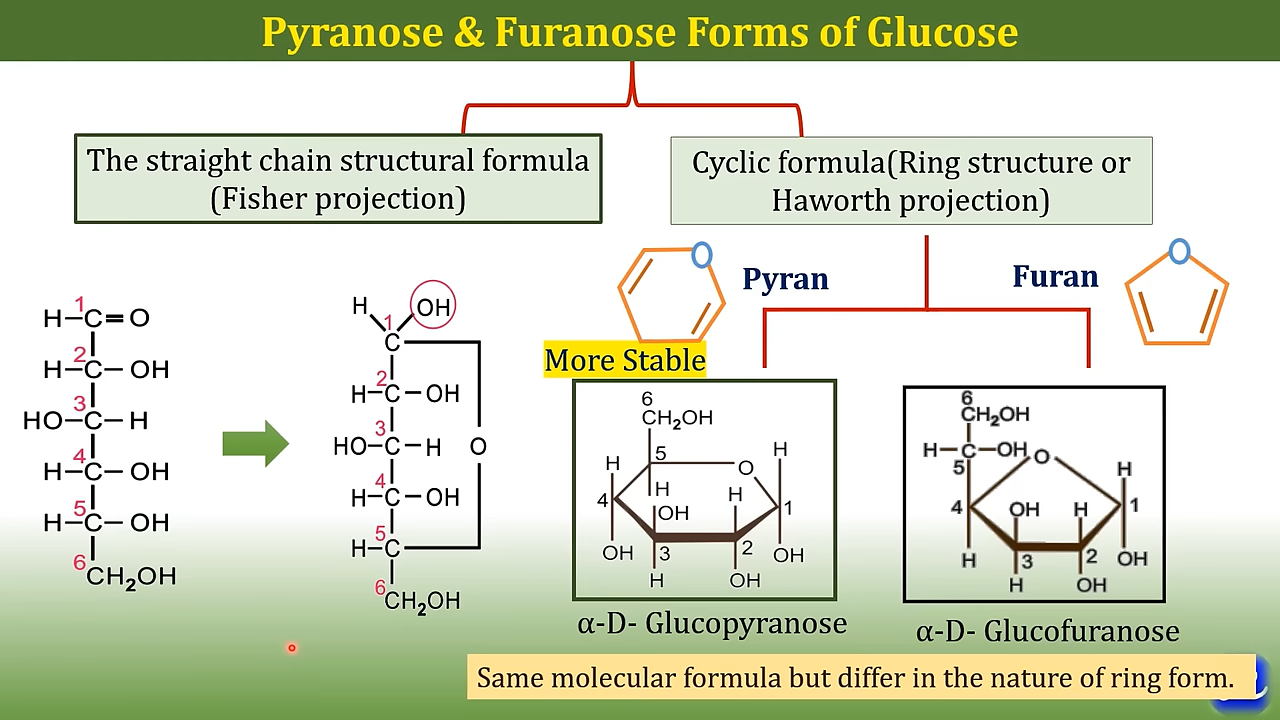 Pyranose & Furanose Forms of Glucose
The straight chain structural formula
(Fisher projection)
Cyclic formula(Ring structure or
Haworth projection)
Pyran
Furan
More Stable
1
H–C=O
2
H–C–OH
3
HO–C–H
4
H–C–OH
5
H–C–OH
6
CH₂OH
H OH
1
C
2
H–C–OH
3
HO–C–H
O
4
H–C–OH
5
H–C
6
CH₂OH
6
CH₂OH
H 5 O H
4 H H 1
OH
OH 3 2 OH
H OH
α-D- Glucopyranose
6
CH₂OH
H–C–OH O
5 H
4 OH H 1
H 3 2 OH
H OH
α-D- Glucofuranose
Same molecular formula but differ in the nature of ring form.